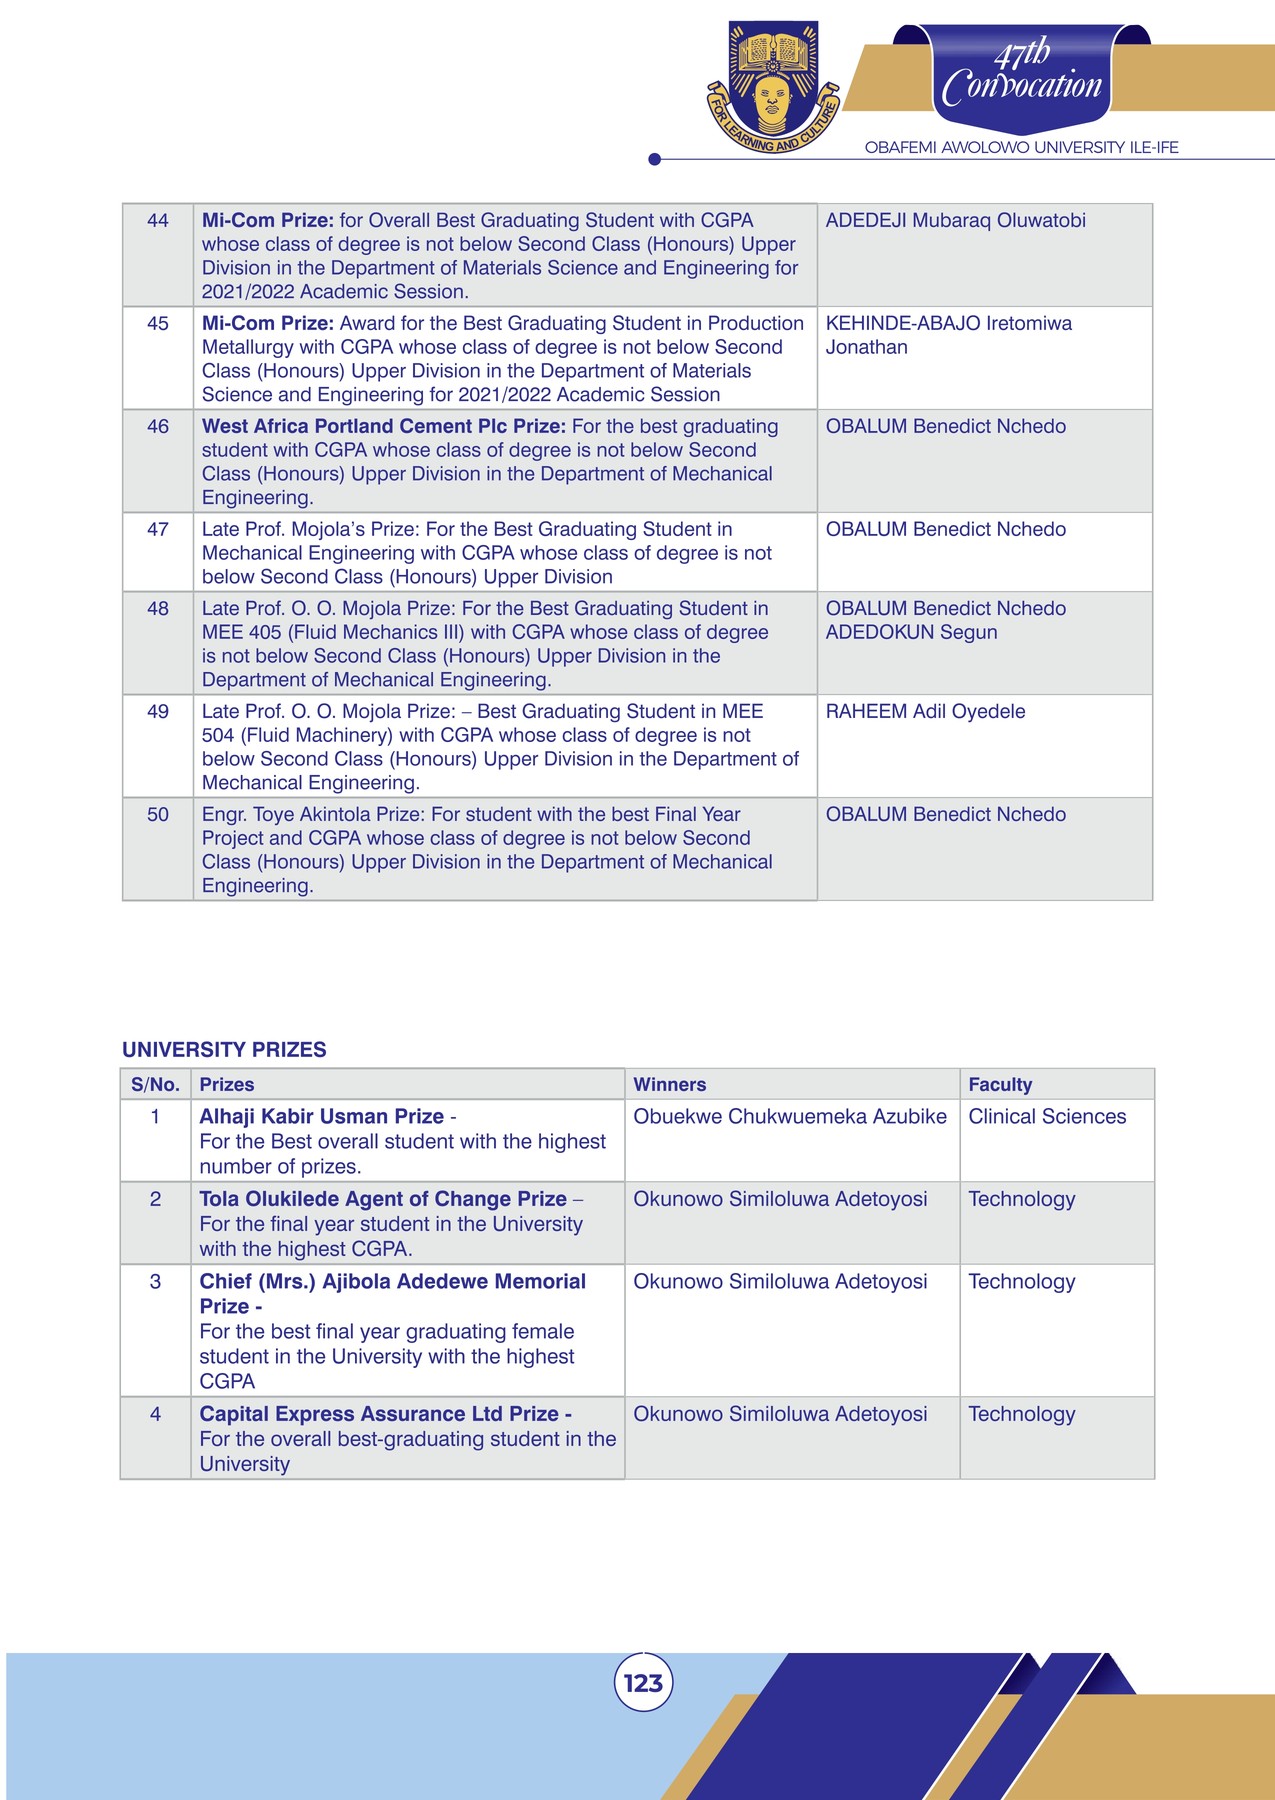 FOR LEARNING AND CULTURE
47th
Convocation
OBAFEMI AWOLOWO UNIVERSITY ILE-IFE
44 Mi-Com Prize: for Overall Best Graduating Student with CGPA ADEDEJI Mubaraq Oluwatobi
whose class of degree is not below Second Class (Honours) Upper
Division in the Department of Materials Science and Engineering for
2021/2022 Academic Session.
45 Mi-Com Prize: Award for the Best Graduating Student in Production KEHINDE-ABAJO Iretomiwa
Metallurgy with CGPA whose class of degree is not below Second Jonathan
Class (Honours) Upper Division in the Department of Materials
Science and Engineering for 2021/2022 Academic Session
46 West Africa Portland Cement Plc Prize: For the best graduating OBALUM Benedict Nchedo
student with CGPA whose class of degree is not below Second
Class (Honours) Upper Division in the Department of Mechanical
Engineering.
47 Late Prof. Mojola’s Prize: For the Best Graduating Student in OBALUM Benedict Nchedo
Mechanical Engineering with CGPA whose class of degree is not
below Second Class (Honours) Upper Division
48 Late Prof. O. O. Mojola Prize: For the Best Graduating Student in OBALUM Benedict Nchedo
MEE 405 (Fluid Mechanics III) with CGPA whose class of degree ADEDOKUN Segun
is not below Second Class (Honours) Upper Division in the
Department of Mechanical Engineering.
49 Late Prof. O. O. Mojola Prize: – Best Graduating Student in MEE RAHEEM Adil Oyedele
504 (Fluid Machinery) with CGPA whose class of degree is not
below Second Class (Honours) Upper Division in the Department of
Mechanical Engineering.
50 Engr. Toye Akintola Prize: For student with the best Final Year OBALUM Benedict Nchedo
Project and CGPA whose class of degree is not below Second
Class (Honours) Upper Division in the Department of Mechanical
Engineering.
UNIVERSITY PRIZES
S/No. Prizes Winners Faculty
1 Alhaji Kabir Usman Prize - Obuekwe Chukwuemeka Azubike Clinical Sciences
For the Best overall student with the highest
number of prizes.
2 Tola Olukilede Agent of Change Prize – Okunowo Similoluwa Adetoyosi Technology
For the final year student in the University
with the highest CGPA.
3 Chief (Mrs.) Ajibola Adedewe Memorial Okunowo Similoluwa Adetoyosi Technology
Prize -
For the best final year graduating female
student in the University with the highest
CGPA
4 Capital Express Assurance Ltd Prize - Okunowo Similoluwa Adetoyosi Technology
For the overall best-graduating student in the
University
123